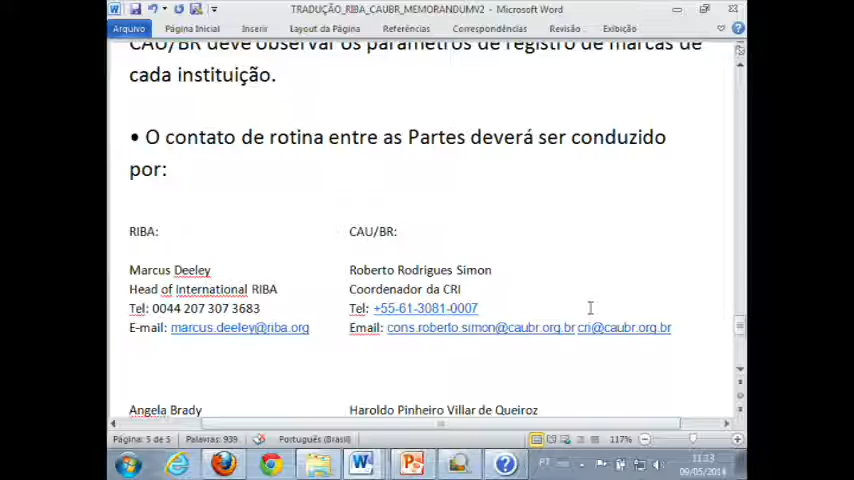 TRADUÇÃO_RIBA_CAUBR_MEMORANDUMV2 - Microsoft Word
Arquivo Página Inicial Inserir Layout da Página Referências Correspondências Revisão Exibição
CAU/BR deve observar os parâmetros de registro de marcas de
cada instituição.
• O contato de rotina entre as Partes deverá ser conduzido
por:
RIBA: CAU/BR:
Marcus Deeley Roberto Rodrigues Simon
Head of International RIBA Coordenador da CRI
Tel: 0044 207 307 3683 Tel: +55-61-3081-0007
E-mail: marcus.deeley@riba.org Email: cons.roberto.simon@caubr.org.br cri@caubr.org.br
Angela Brady Haroldo Pinheiro Villar de Queiroz
Página: 5 de 5 Palavras: 939 Português (Brasil) 117%
PT 11:13
09/05/2014